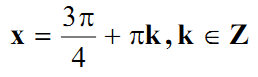 x = 3π/4 + πk, k ∈ Z